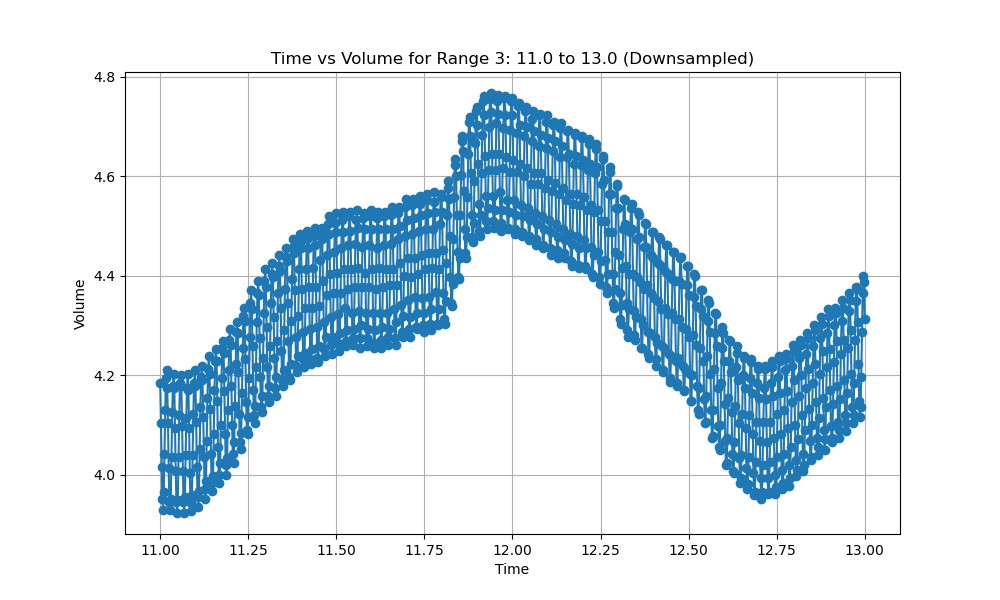 Time vs Volume for Range 3: 11.0 to 13.0 (Downsampled)
Volume
4.8
4.6
4.4
4.2
4.0
11.00 11.25 11.50 11.75 12.00 12.25 12.50 12.75 13.00
Time